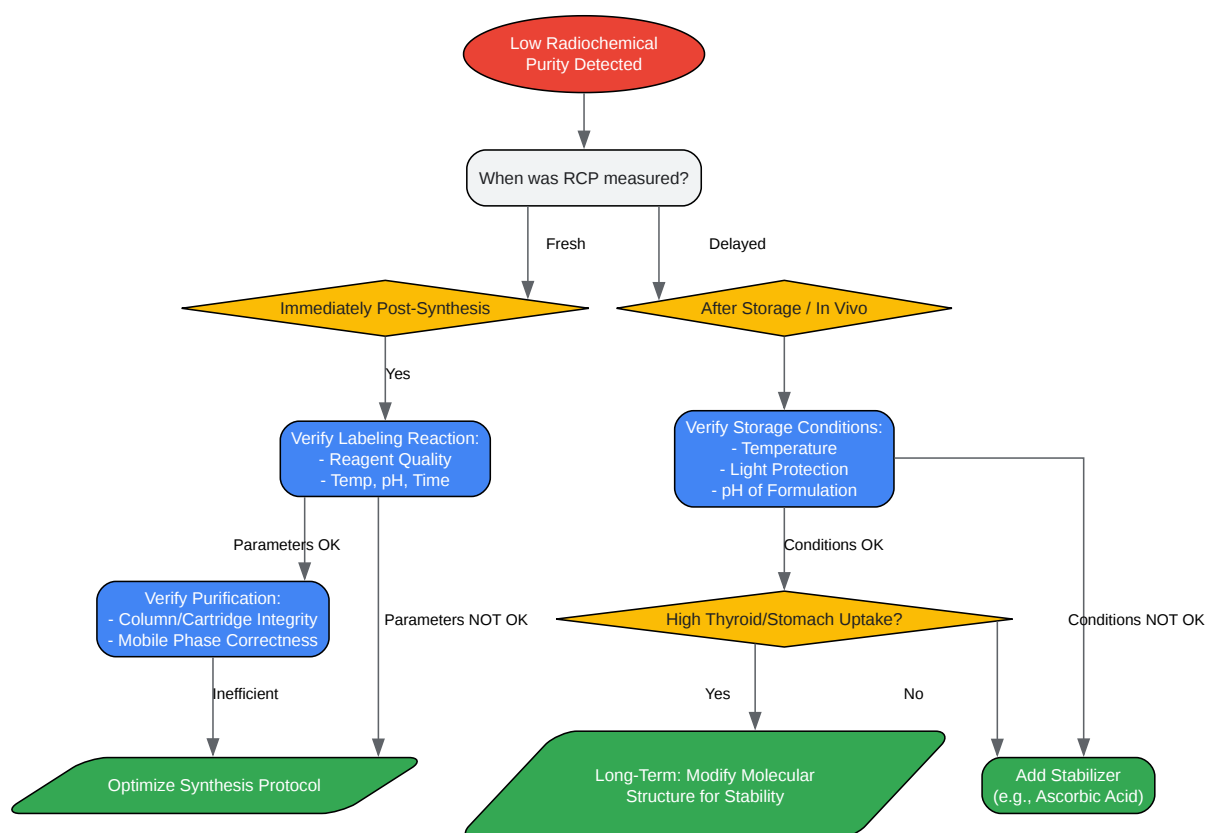 Low Radiochemical
Purity Detected
When was RCP measured?
Fresh
Delayed
Immediately Post-Synthesis
After Storage / In Vivo
Yes
Verify Labeling Reaction:
- Reagent Quality
- Temp, pH, Time
Verify Storage Conditions:
- Temperature
- Light Protection
- pH of Formulation
Parameters OK
Conditions OK
Verify Purification:
- Column/Cartridge Integrity
- Mobile Phase Correctness
Parameters NOT OK
High Thyroid/Stomach Uptake?
Conditions NOT OK
Inefficient
Yes
No
Optimize Synthesis Protocol
Long-Term: Modify Molecular
Structure for Stability
Add Stabilizer
(e.g., Ascorbic Acid)